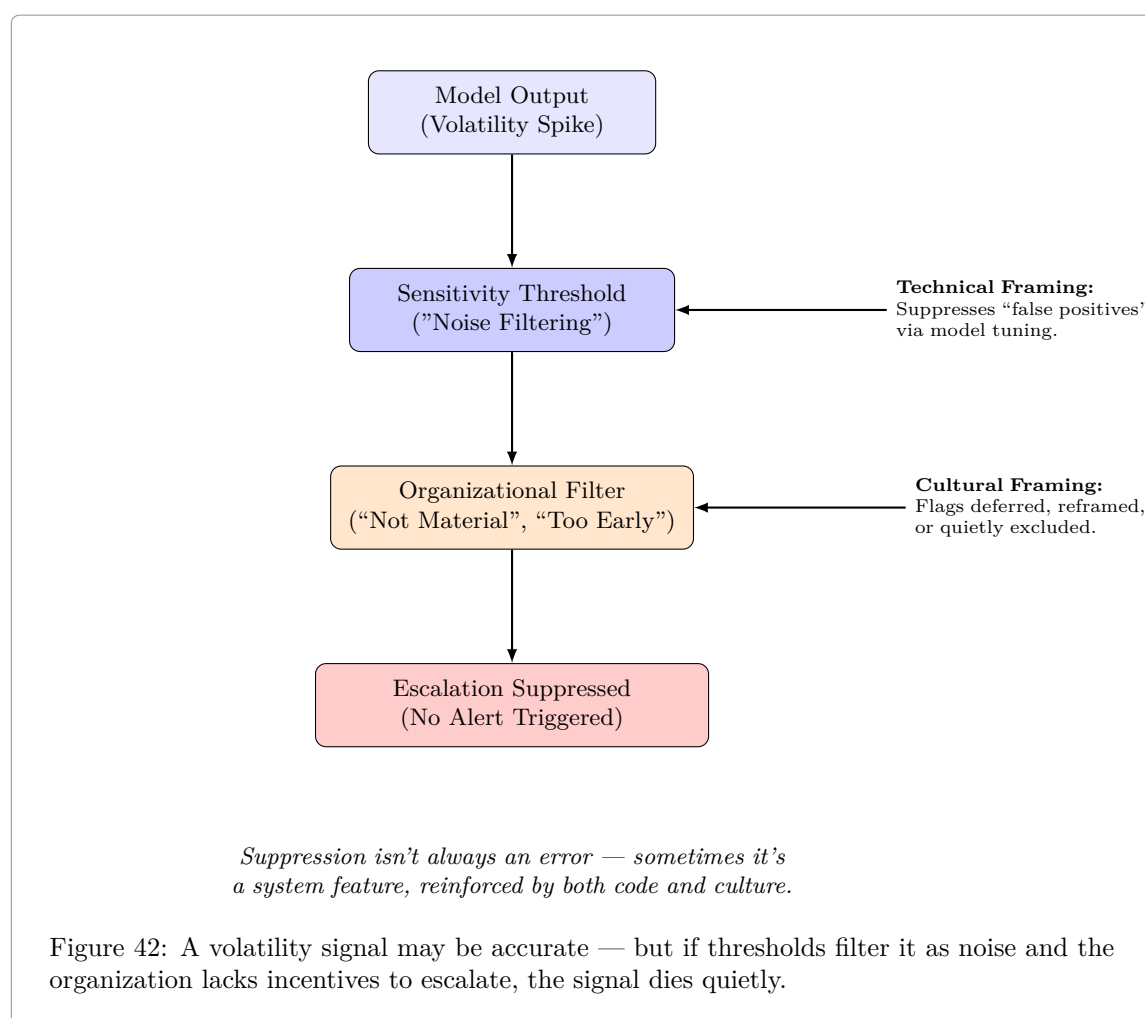 Model Output
(Volatility Spike)
Sensitivity Threshold
(”Noise Filtering”)
Technical Framing:
Suppresses “false positives”
via model tuning.
Organizational Filter
(“Not Material”, “Too Early”)
Cultural Framing:
Flags deferred, reframed,
or quietly excluded.
Escalation Suppressed
(No Alert Triggered)
Suppression isn’t always an error — sometimes it’s
a system feature, reinforced by both code and culture.
Figure 42: A volatility signal may be accurate — but if thresholds filter it as noise and the
organization lacks incentives to escalate, the signal dies quietly.